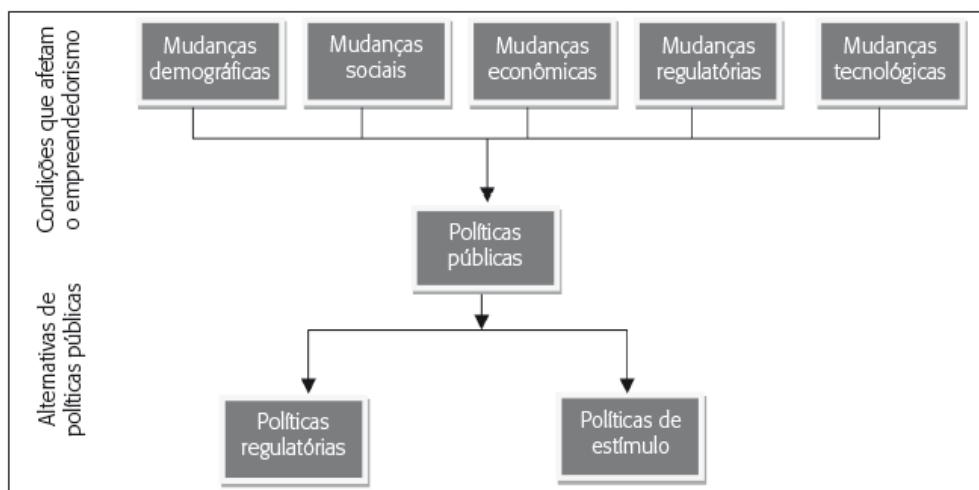 Condições que afetam
o empreendedorismo
Mudanças
demográficas
Mudanças
sociais
Mudanças
econômicas
Mudanças
regulatórias
Mudanças
tecnológicas
Políticas
públicas
Alternativas de
políticas públicas
Políticas
regulatórias
Políticas de
estímulo